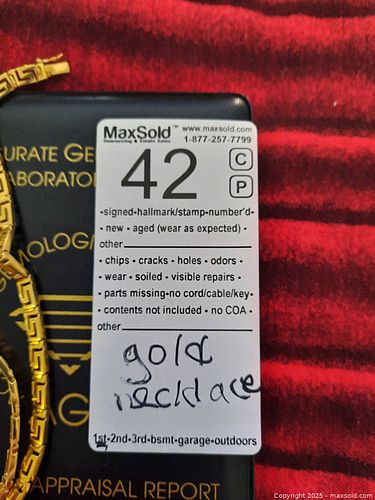 MaxSold™ www.maxsold.com
Downsizing & Estate Sales 1-877-257-7799
42 C
P
-signed-hallmark/stamp-number'd-
- new - aged (wear as expected) -
other
- chips - cracks - holes - odors -
- wear - soiled - visible repairs -
- parts missing-no cord/cable/key-
- contents not included - no COA -
other
gold
necklace
1st-2nd-3rd-bsmt-garage-outdoors
URATE GE
ABORATO
MOLOGI
AG
APPRAISAL REPORT
Copyright 2025 - maxsold.com